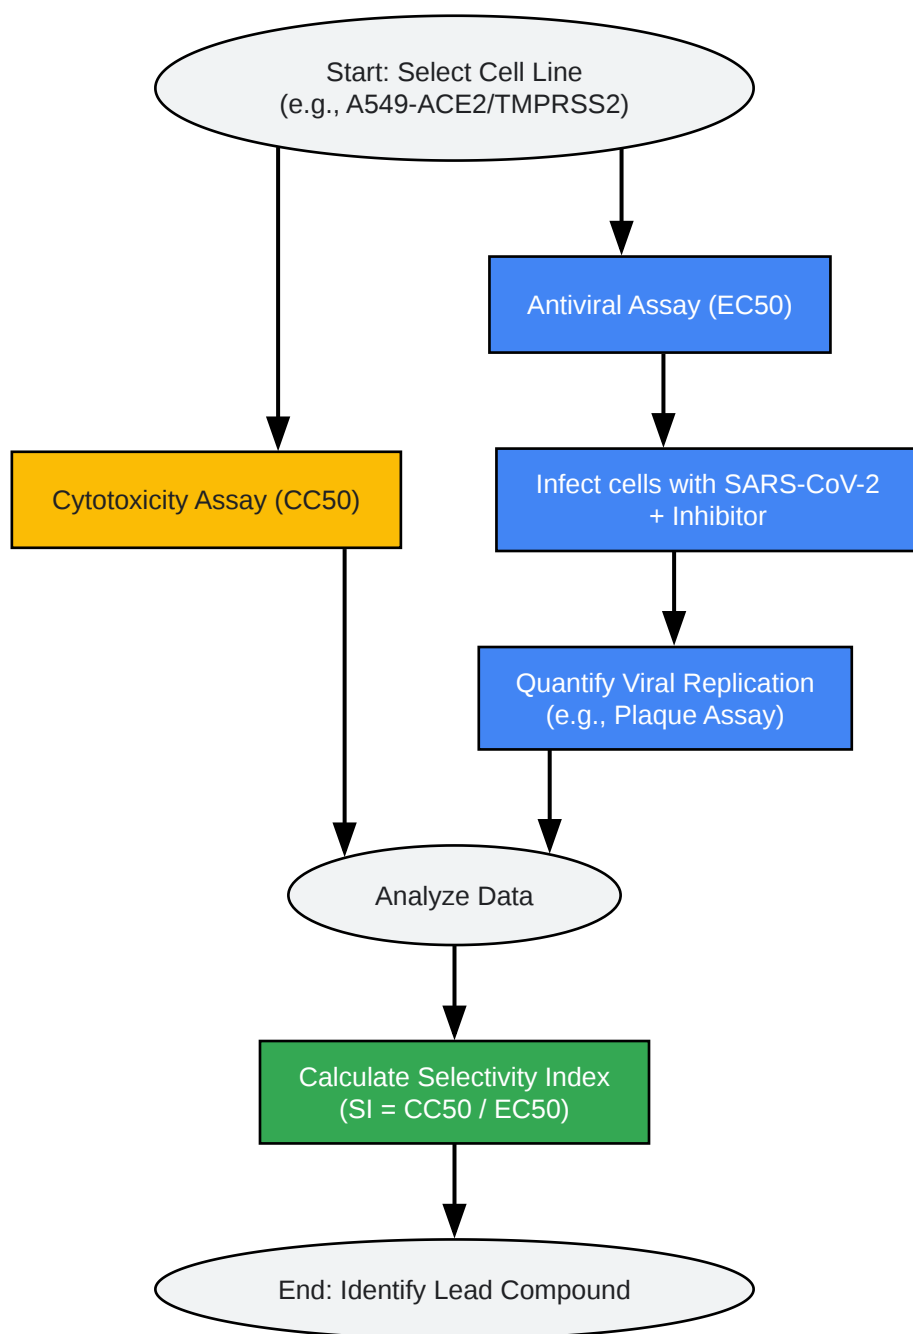 Start: Select Cell Line
(e.g., A549-ACE2/TMPRSS2)
Antiviral Assay (EC50)
Cytotoxicity Assay (CC50)
Infect cells with SARS-CoV-2
+ Inhibitor
Quantify Viral Replication
(e.g., Plaque Assay)
Analyze Data
Calculate Selectivity Index
(SI = CC50 / EC50)
End: Identify Lead Compound